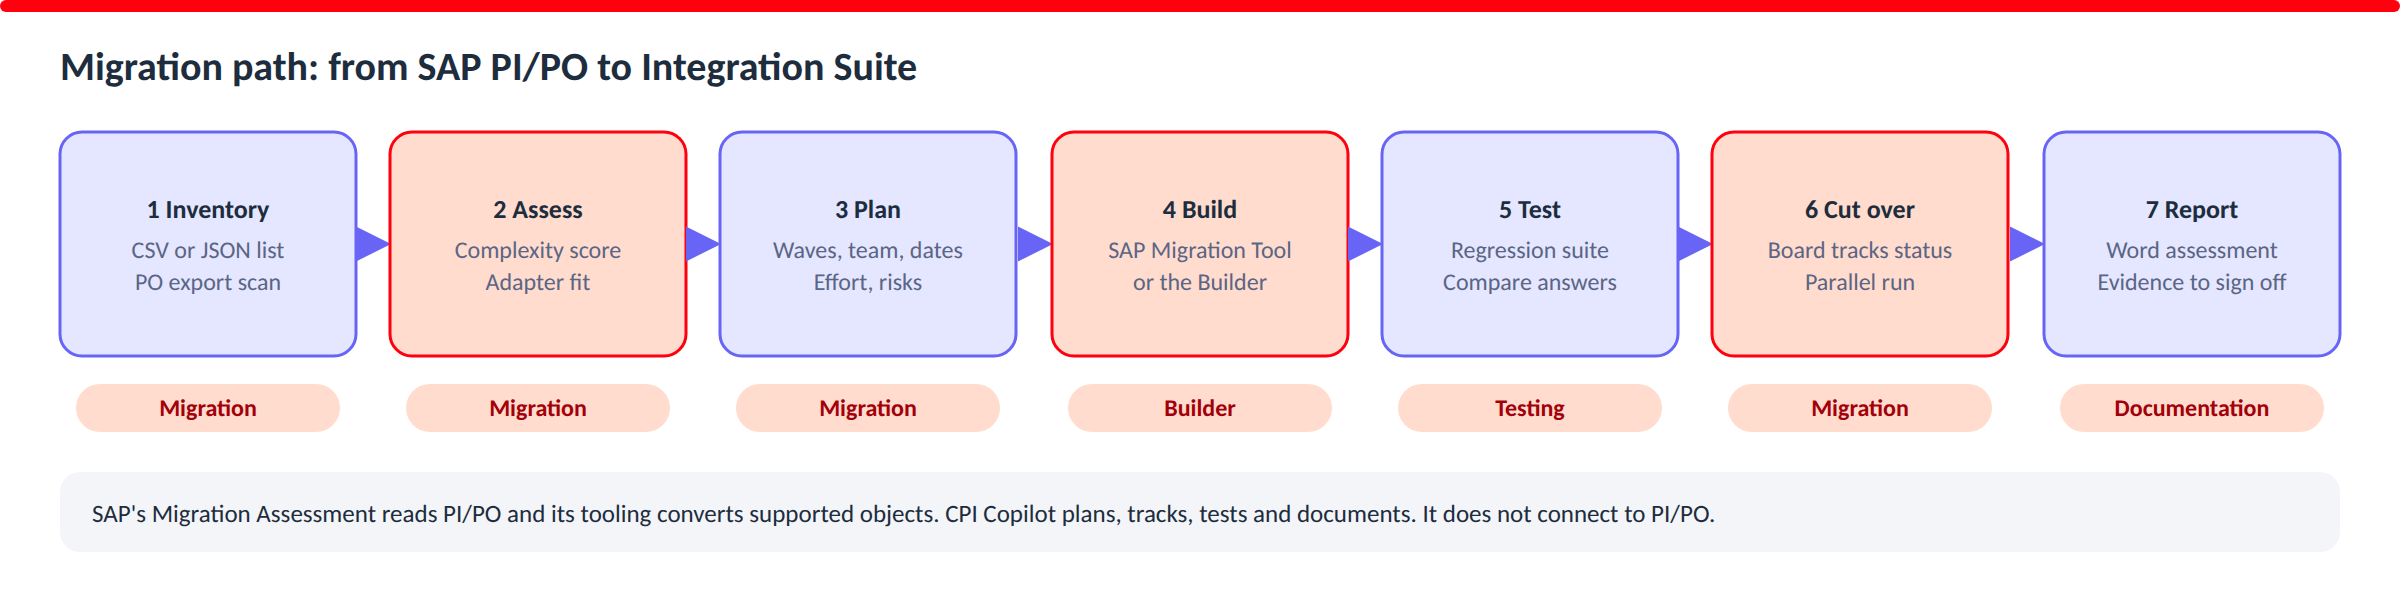 Migration path: from SAP PI/PO to Integration Suite
1 Inventory
CSV or JSON list
PO export scan
2 Assess
Complexity score
Adapter fit
3 Plan
Waves, team, dates
Effort, risks
4 Build
SAP Migration Tool
or the Builder
5 Test
Regression suite
Compare answers
6 Cut over
Board tracks status
Parallel run
7 Report
Word assessment
Evidence to sign off
Migration
Migration
Migration
Builder
Testing
Migration
Documentation
SAP's Migration Assessment reads PI/PO and its tooling converts supported objects. CPI Copilot plans, tracks, tests and documents. It does not connect to PI/PO.